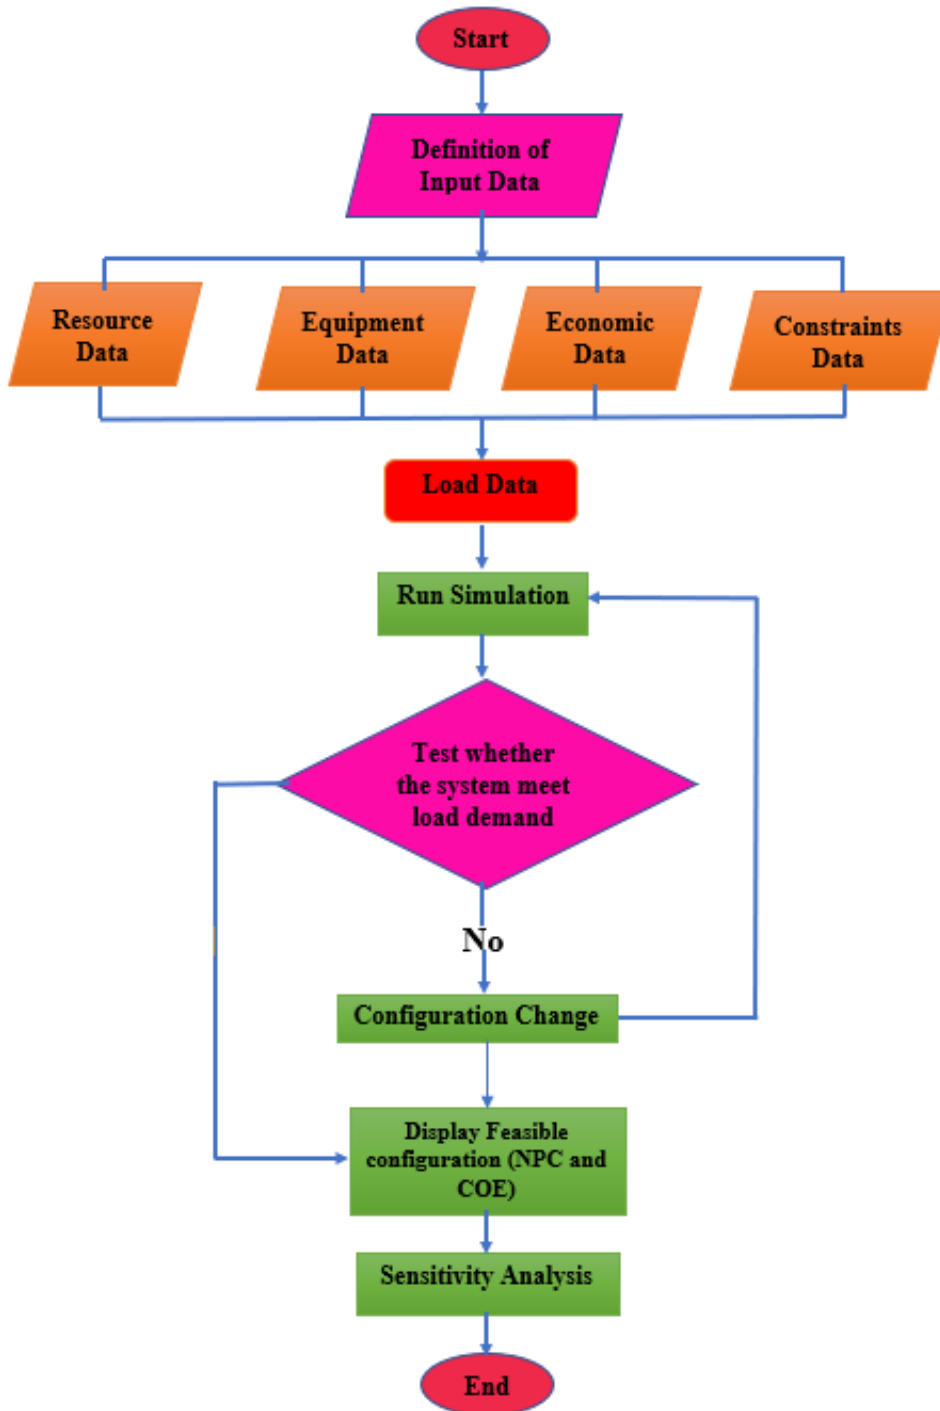 Start
Definition of
Input Data
Resource
Data
Equipment
Data
Economic
Data
Constraints
Data
Load Data
Run Simulation
Test whether
the system meet
load demand
No
Configuration Change
Display Feasible
configuration (NPC and
COE)
Sensitivity Analysis
End